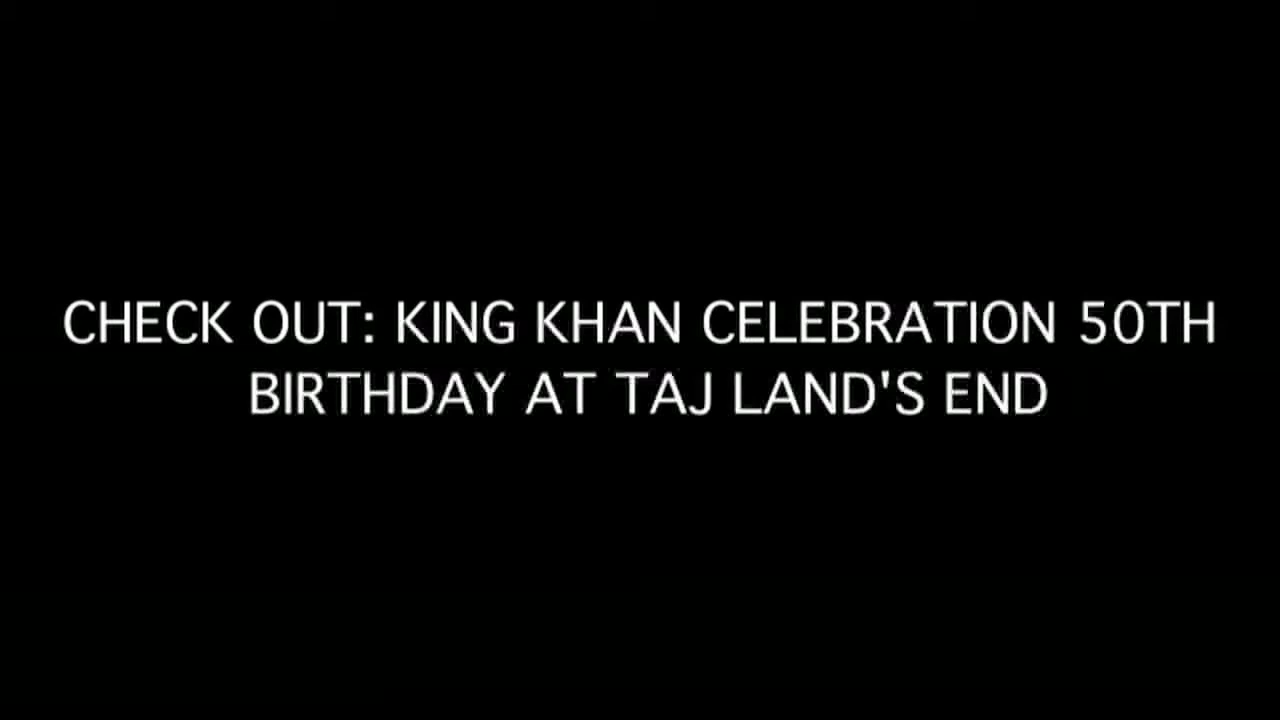 CHECK OUT: KING KHAN CELEBRATION 50TH
BIRTHDAY AT TAJ LAND'S END